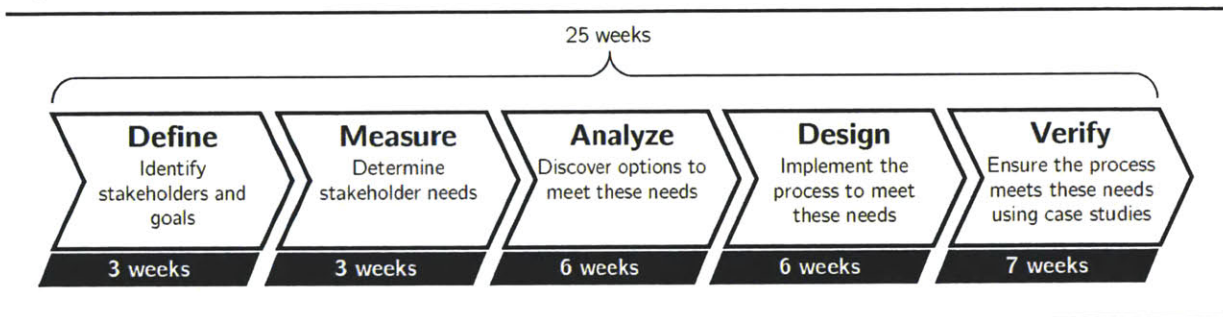 25 weeks
Define
Identify
stakeholders and
goals
3 weeks
Measure
Determine
stakeholder needs
3 weeks
Analyze
Discover options to
meet these needs
6 weeks
Design
Implement the
process to meet
these needs
6 weeks
Verify
Ensure the process
meets these needs
using case studies
7 weeks